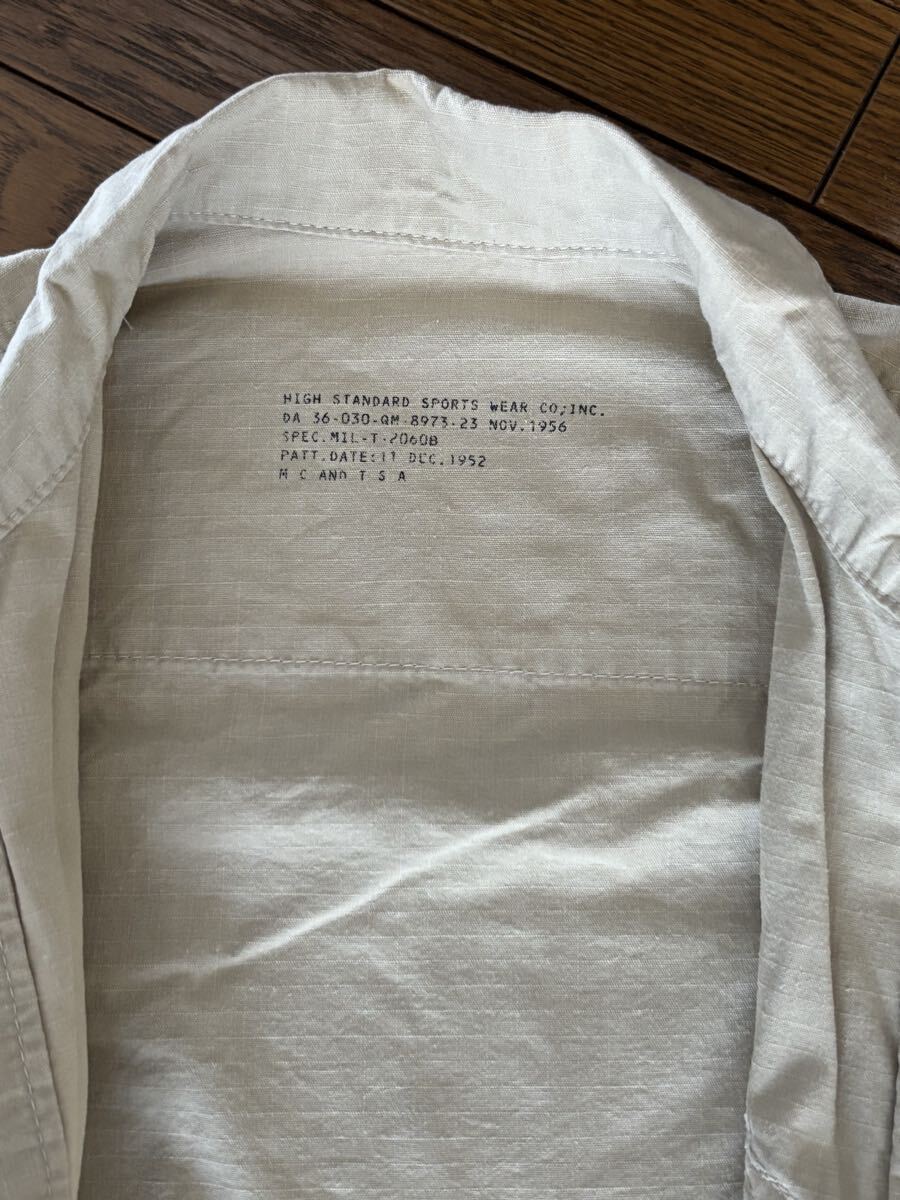 HIGH STANDARD SPORTS WEAR CO;INC.
DA 36-030-QM-8973-23 NOV.1956
SPEC.MIL-T-2060B
PATT.DATE:11 DEC.1952
M C AND T S A